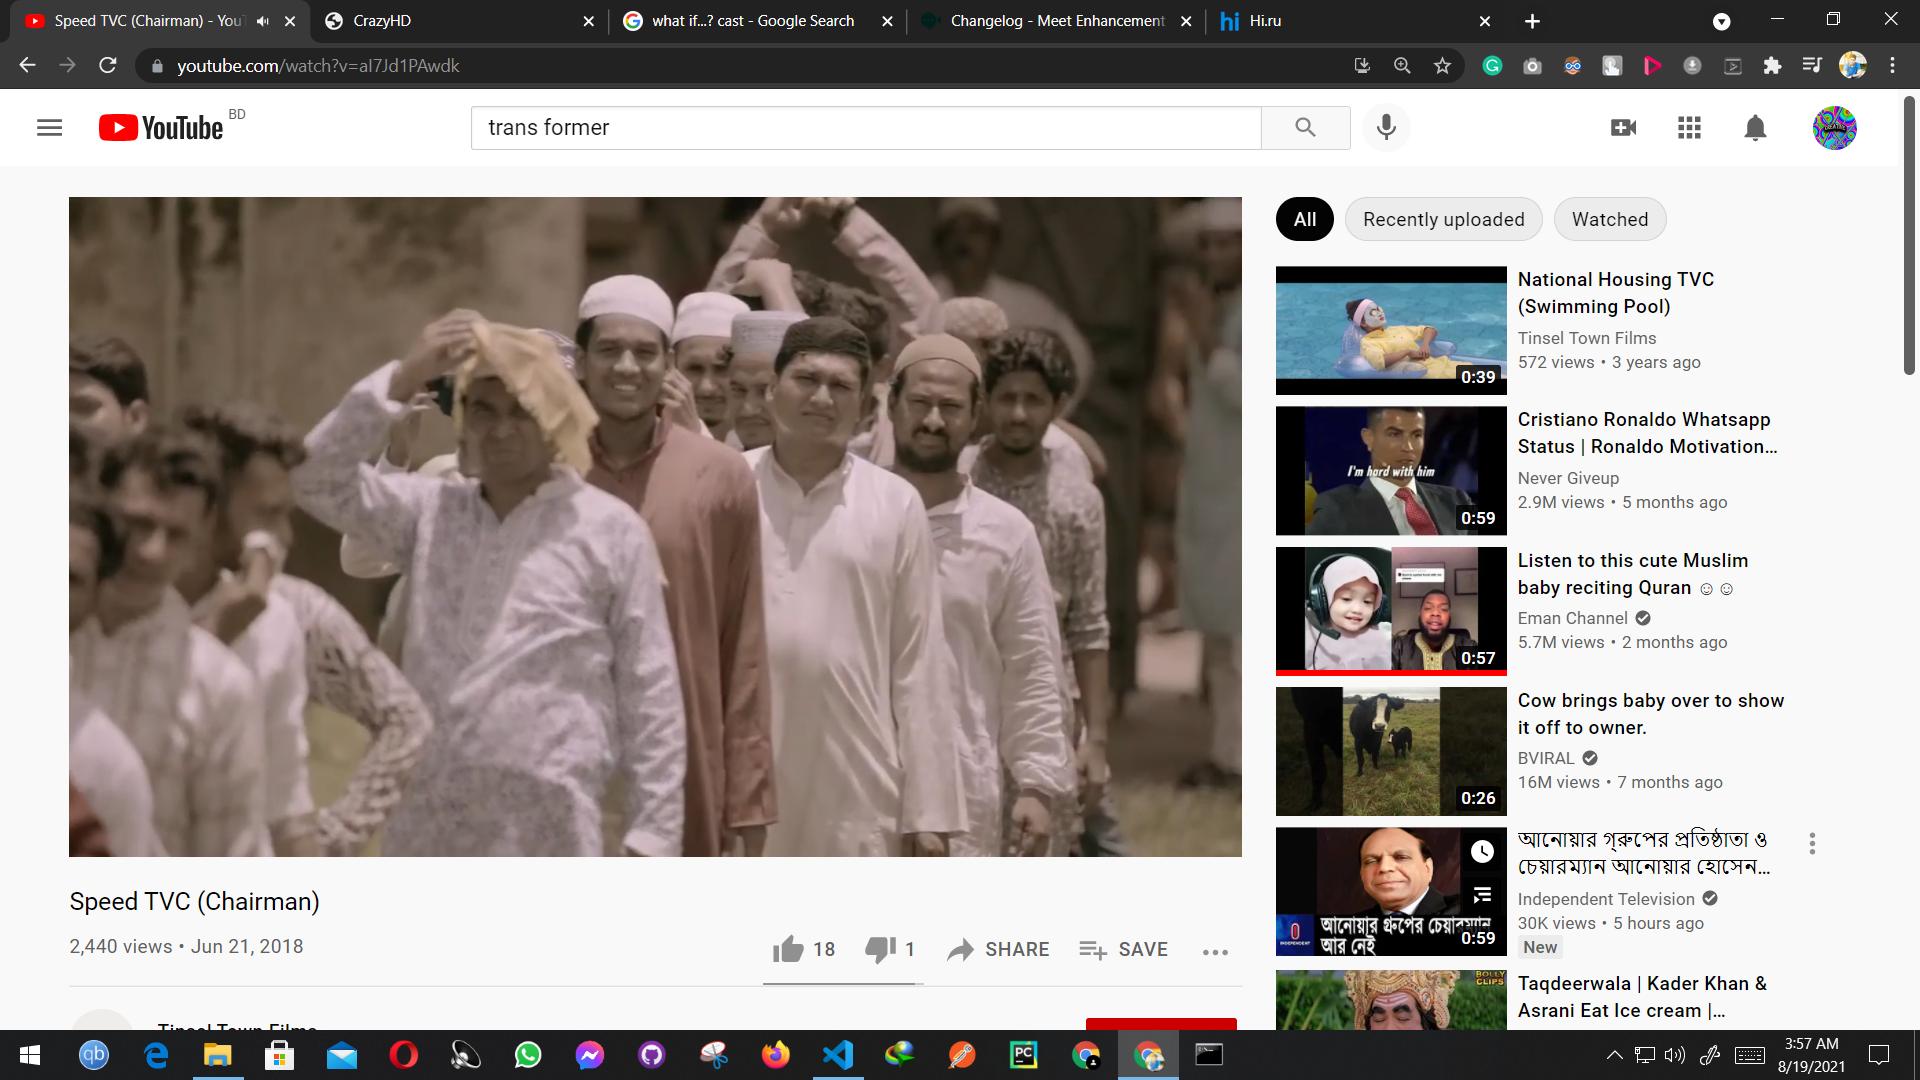 Speed TVC (Chairman) - You
CrazyHD
what if...? cast - Google Search
Changelog - Meet Enhancement
hi Hi.ru
youtube.com/watch?v=aI7Jd1PAwdk
YouTube BD
trans former
All
Recently uploaded
Watched
National Housing TVC
(Swimming Pool)
Tinsel Town Films
572 views • 3 years ago
0:39
Cristiano Ronaldo Whatsapp
Status | Ronaldo Motivation...
Never Giveup
2.9M views • 5 months ago
I'm hard with him
0:59
Listen to this cute Muslim
baby reciting Quran ☺☺
Eman Channel
5.7M views • 2 months ago
0:57
Cow brings baby over to show
it off to owner.
BVIRAL
16M views • 7 months ago
0:26
আনোয়ার গ্রুপের প্রতিষ্ঠাতা ও
চেয়ারম্যান আনোয়ার হোসেন...
Independent Television
30K views • 5 hours ago
New
INDEPENDENT
আনোয়ার গ্রুপের চেয়ারম্যান
আর নেই
0:59
BOLLY
CLIPS
Taqdeerwala | Kader Khan &
Asrani Eat Ice cream |...
Speed TVC (Chairman)
2,440 views • Jun 21, 2018
18
1
SHARE
SAVE
Tinsel Town Films
qb
PC
3:57 AM
8/19/2021